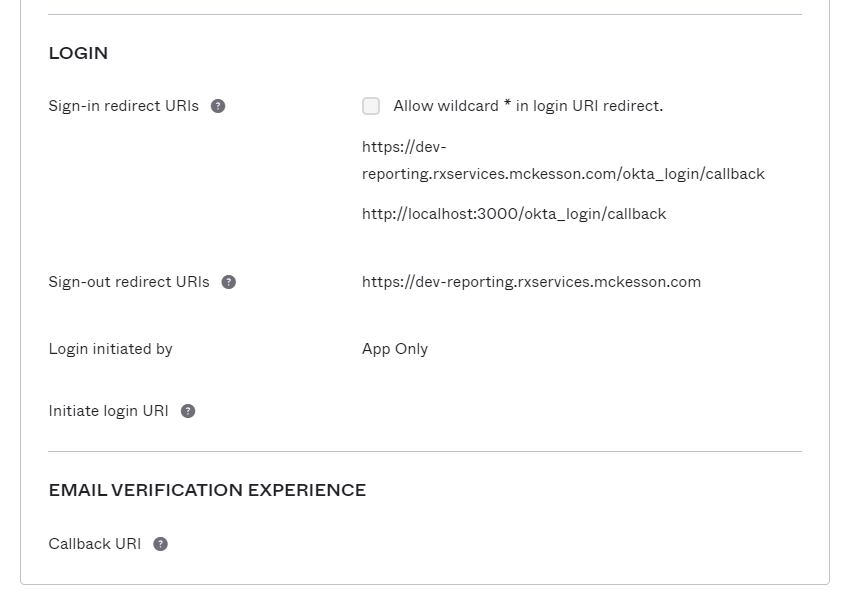 LOGIN
Sign-in redirect URIs ?
Allow wildcard * in login URI redirect.
https://dev-
reporting.rxservices.mckesson.com/okta_login/callback
http://localhost:3000/okta_login/callback
Sign-out redirect URIs ?
https://dev-reporting.rxservices.mckesson.com
Login initiated by
App Only
Initiate login URI ?
EMAIL VERIFICATION EXPERIENCE
Callback URI ?